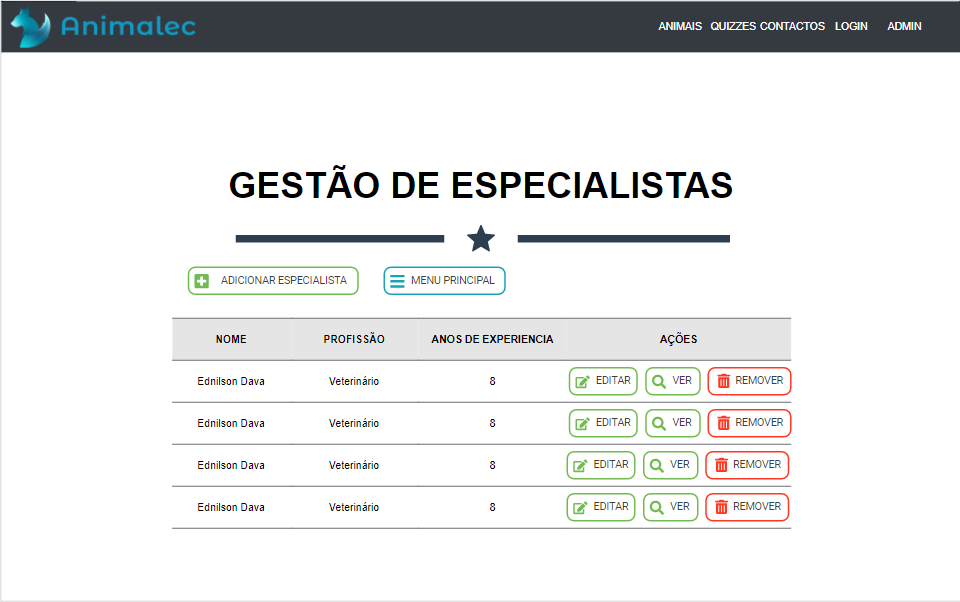 Animalec
ANIMAIS QUIZZES CONTACTOS LOGIN ADMIN
GESTÃO DE ESPECIALISTAS
ADICIONAR ESPECIALISTA MENU PRINCIPAL
NOME PROFISSÃO ANOS DE EXPERIENCIA AÇÕES
Ednilson Dava Veterinário 8 EDITAR VER REMOVER
Ednilson Dava Veterinário 8 EDITAR VER REMOVER
Ednilson Dava Veterinário 8 EDITAR VER REMOVER
Ednilson Dava Veterinário 8 EDITAR VER REMOVER